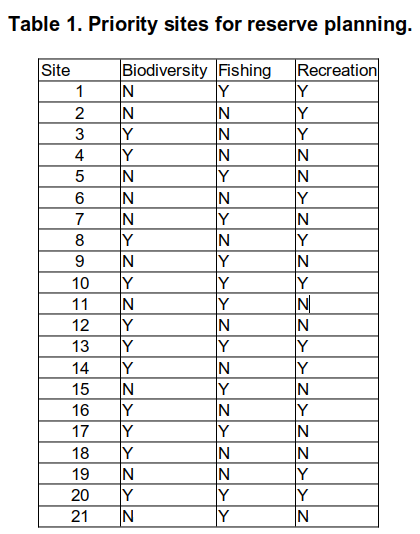 Table 1. Priority sites for reserve planning.
Site Biodiversity Fishing Recreation
1 N Y Y
2 N N Y
3 Y N Y
4 Y N N
5 N Y N
6 N N Y
7 N Y N
8 Y N Y
9 N Y N
10 Y Y Y
11 N Y N
12 Y N N
13 Y Y Y
14 Y N Y
15 N Y N
16 Y N Y
17 Y Y N
18 Y N N
19 N N Y
20 Y Y Y
21 N Y N